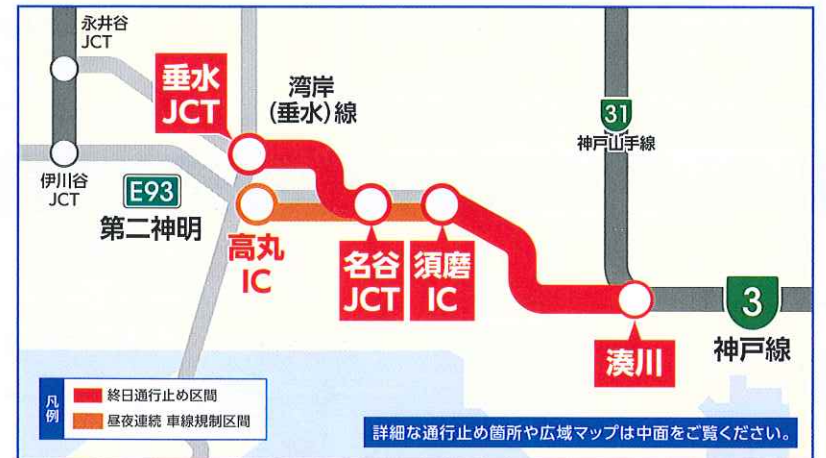 永井谷
JCT
垂水
JCT
湾岸
(垂水)線
31
神戸山手線
伊川谷
JCT
E93
第二神明
高丸
IC
名谷
JCT
須磨
IC
湊川
3
神戸線
凡例
終日通行止め区間
昼夜連続 車線規制区間
詳細な通行止め箇所や広域マップは中面をご覧ください。